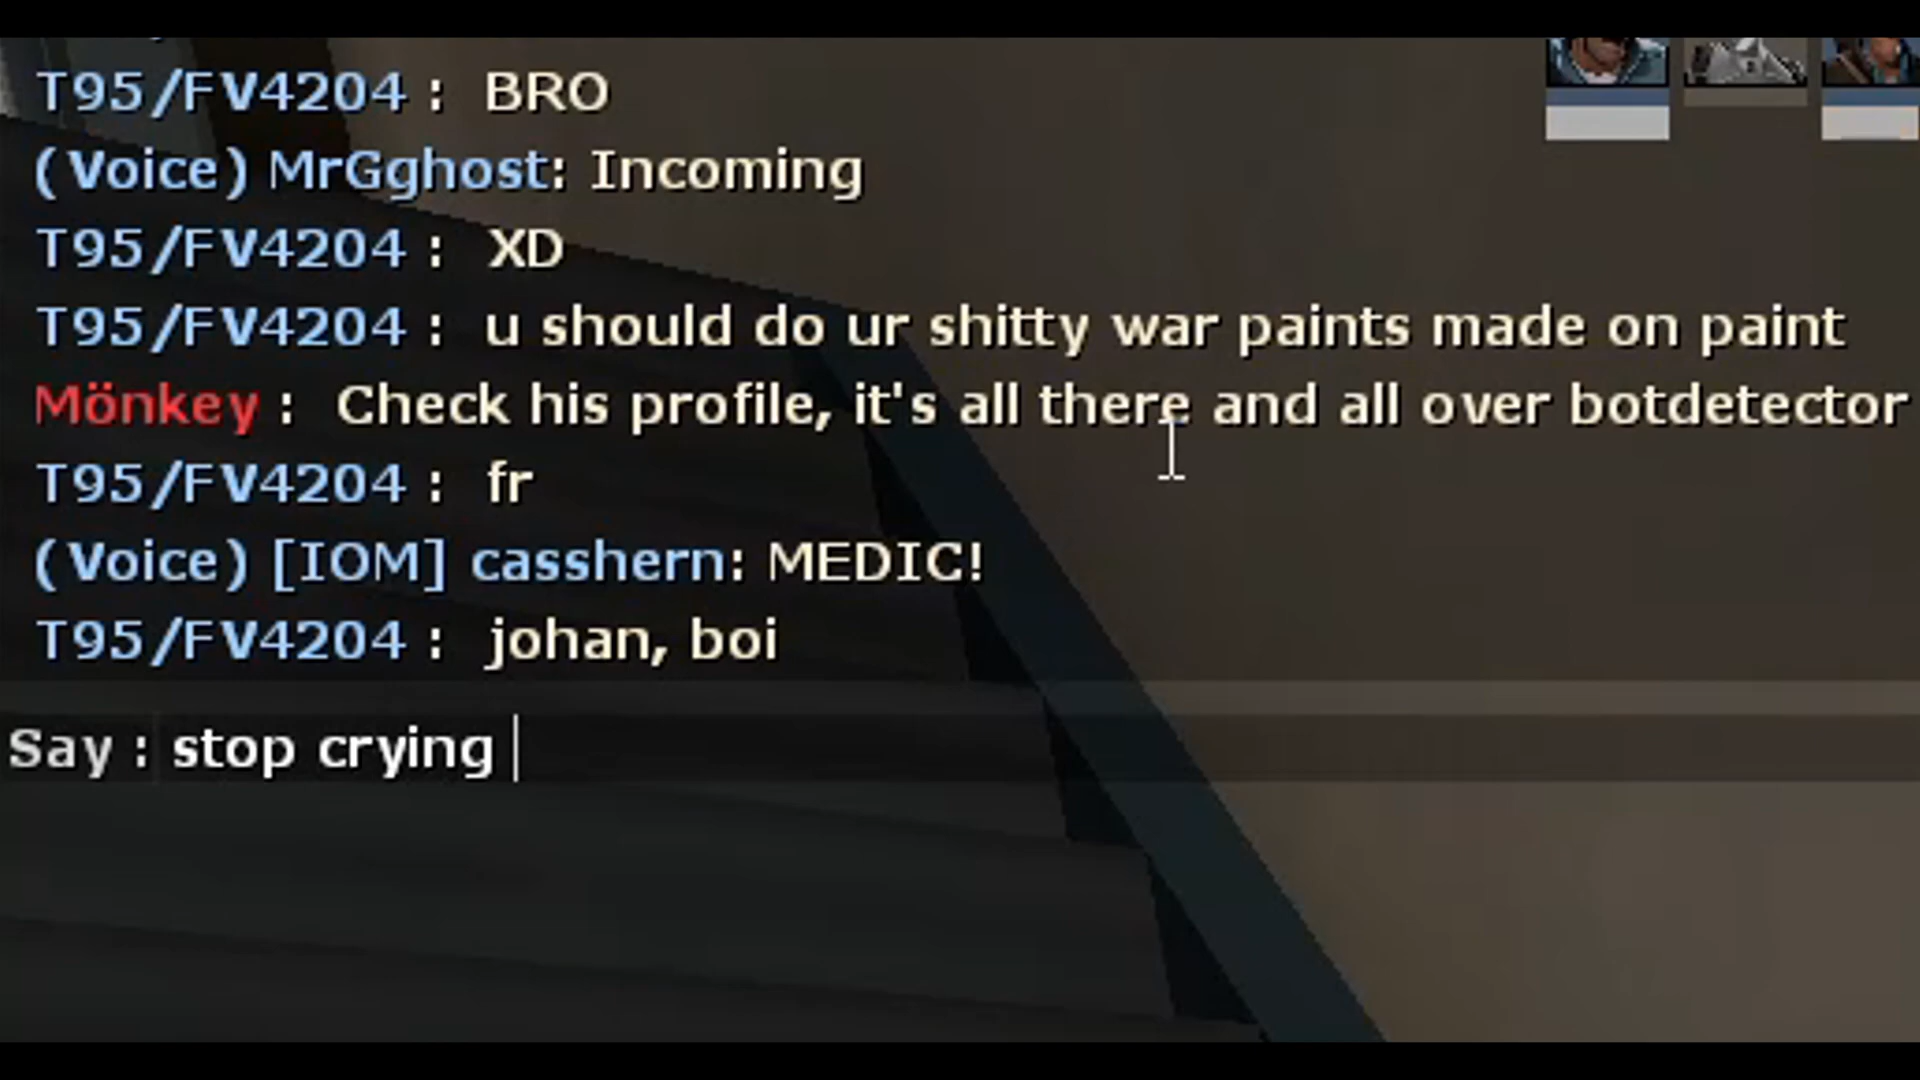 T95/FV4204 :  BRO
(Voice) MrGghost: Incoming
T95/FV4204 :  XD
T95/FV4204 :  u should do ur shitty war paints made on paint
Mönkey :  Check his profile, it's all there and all over botdetector
T95/FV4204 :  fr
(Voice) [IOM] casshern: MEDIC!
T95/FV4204 :  johan, boi
Say : stop crying